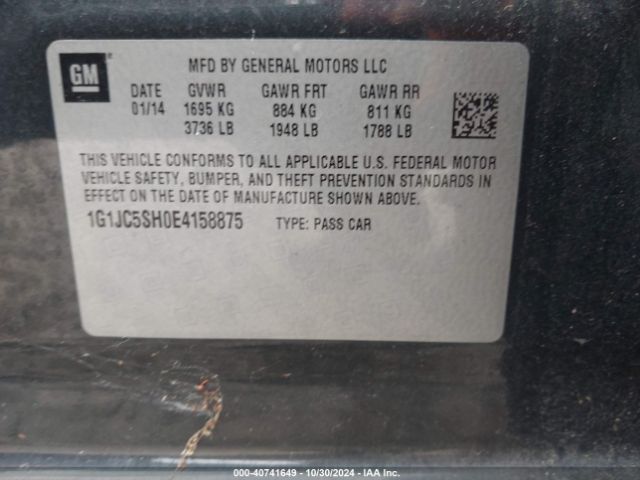 GM
MFD BY GENERAL MOTORS LLC
DATE GVWR GAWR FRT GAWR RR
01/14 1695 KG 884 KG 811 KG
3736 LB 1948 LB 1788 LB
THIS VEHICLE CONFORMS TO ALL APPLICABLE U.S. FEDERAL MOTOR
VEHICLE SAFETY, BUMPER, AND THEFT PREVENTION STANDARDS IN
EFFECT ON THE DATE OF MANUFACTURE SHOWN ABOVE.
1G1JC5SH0E4158875 TYPE: PASS CAR
000-40741649 - 10/30/2024 - IAA Inc.